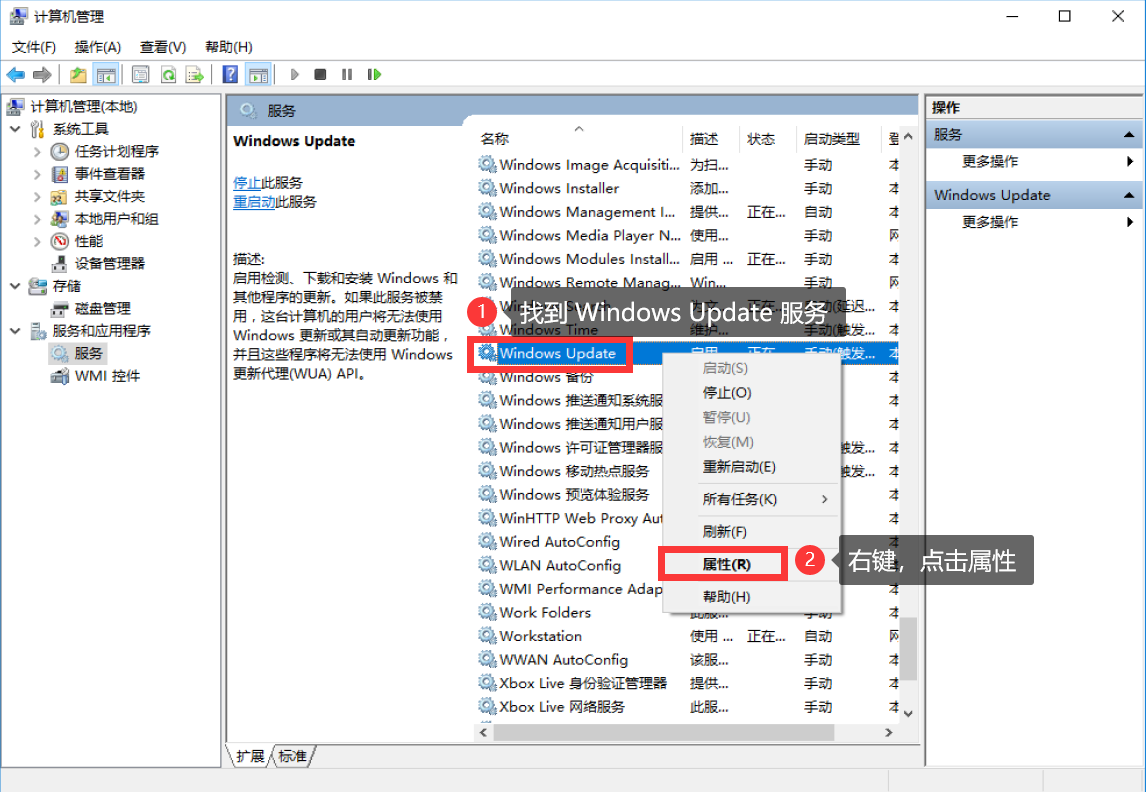 计算机管理
文件(F) 操作(A) 查看(V) 帮助(H)
计算机管理(本地)
系统工具
任务计划程序
事件查看器
共享文件夹
本地用户和组
性能
设备管理器
存储
磁盘管理
服务和应用程序
服务
WMI 控件
服务
Windows Update
停止此服务
重启动此服务
描述:
启用检测、下载和安装 Windows 和
其他程序的更新。如果此服务被禁
用，这台计算机的用户将无法使用
Windows 更新或其自动更新功能，
并且这些程序将无法使用 Windows
更新代理(WUA) API。
名称 描述 状态 启动类型 登
Windows Image Acquisiti... 为扫... 手动 本
Windows Installer 添加... 手动 本
Windows Management I... 提供... 正在... 自动 本
Windows Media Player N... 使用... 手动 网
Windows Modules Install... 启用 ... 正在... 手动 本
Windows Remote Manag... Win... 手动 网
1 找到 Windows Update 服务
Windows Time 维护... 手动(触发... 本
Windows Update 启用... 正在... 手动(触发... 本
Windows 备份 本
Windows 推送通知系统服 本
Windows 推送通知用户服 本
Windows 许可证管理器服 触发... 本
Windows 移动热点服务 触发... 本
Windows 预览体验服务 本
WinHTTP Web Proxy Aut 本
Wired AutoConfig 本
WLAN AutoConfig 本
WMI Performance Adap 本
Work Folders 此服... 手动 本
Workstation 使用 ... 正在... 自动 网
WWAN AutoConfig 该服... 手动 本
Xbox Live 身份验证管理器 提供... 手动 本
Xbox Live 网络服务 此服... 手动 本
启动(S)
停止(O)
暂停(U)
恢复(M)
重新启动(E)
所有任务(K)
刷新(F)
属性(R)
帮助(H)
2 右键，点击属性
扩展 标准
操作
服务
更多操作
Windows Update
更多操作